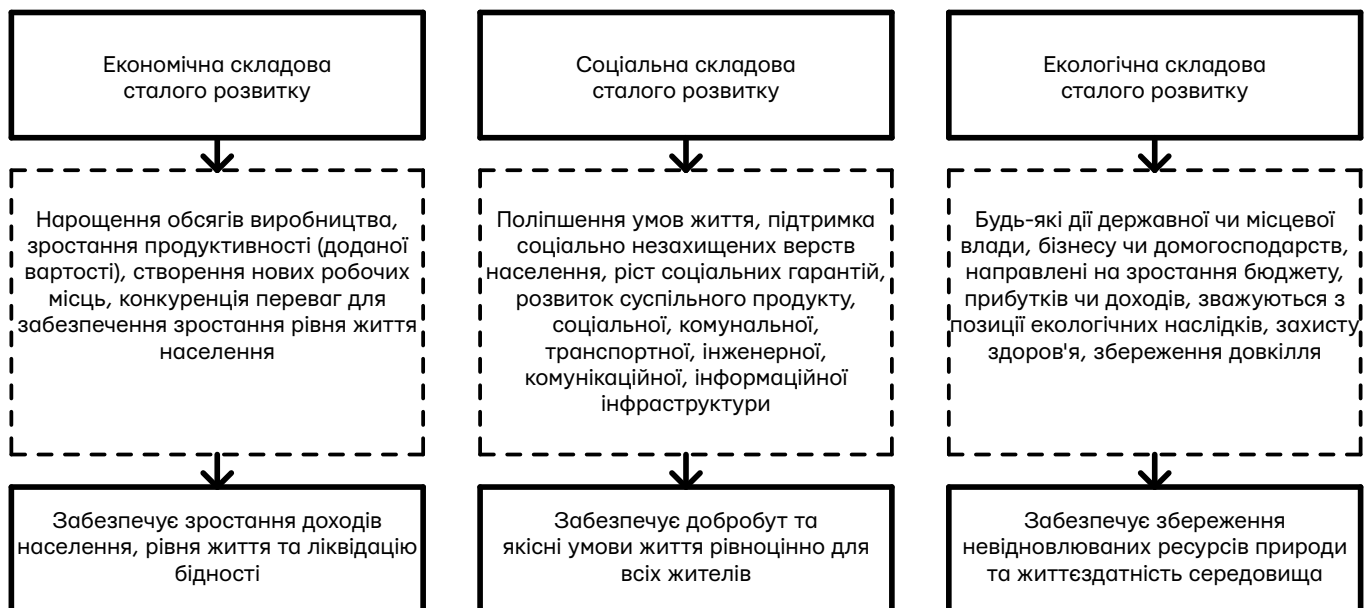 Економічна складова
сталого розвитку
Нарощення обсягів виробництва,
зростання продуктивності (доданої
вартості), створення нових робочих
місць, конкуренція переваг для
забезпечення зростання рівня життя
населення
Забезпечує зростання доходів
населення, рівня життя та ліквідацію
бідності
Соціальна складова
сталого розвитку
Поліпшення умов життя, підтримка
соціально незахищених верств
населення, ріст соціальних гарантій,
розвиток суспільного продукту,
соціальної, комунальної,
транспортної, інженерної,
комунікаційної, інформаційної
інфраструктури
Забезпечує добробут та
якісні умови життя рівноцінно для
всіх жителів
Екологічна складова
сталого розвитку
Будь-які дії державної чи місцевої
влади, бізнесу чи домогосподарств,
направлені на зростання бюджету,
прибутків чи доходів, зважуються з
позиції екологічних наслідків, захисту
здоров'я, збереження довкілля
Забезпечує збереження
невідновлюваних ресурсів природи
та життєздатність середовища